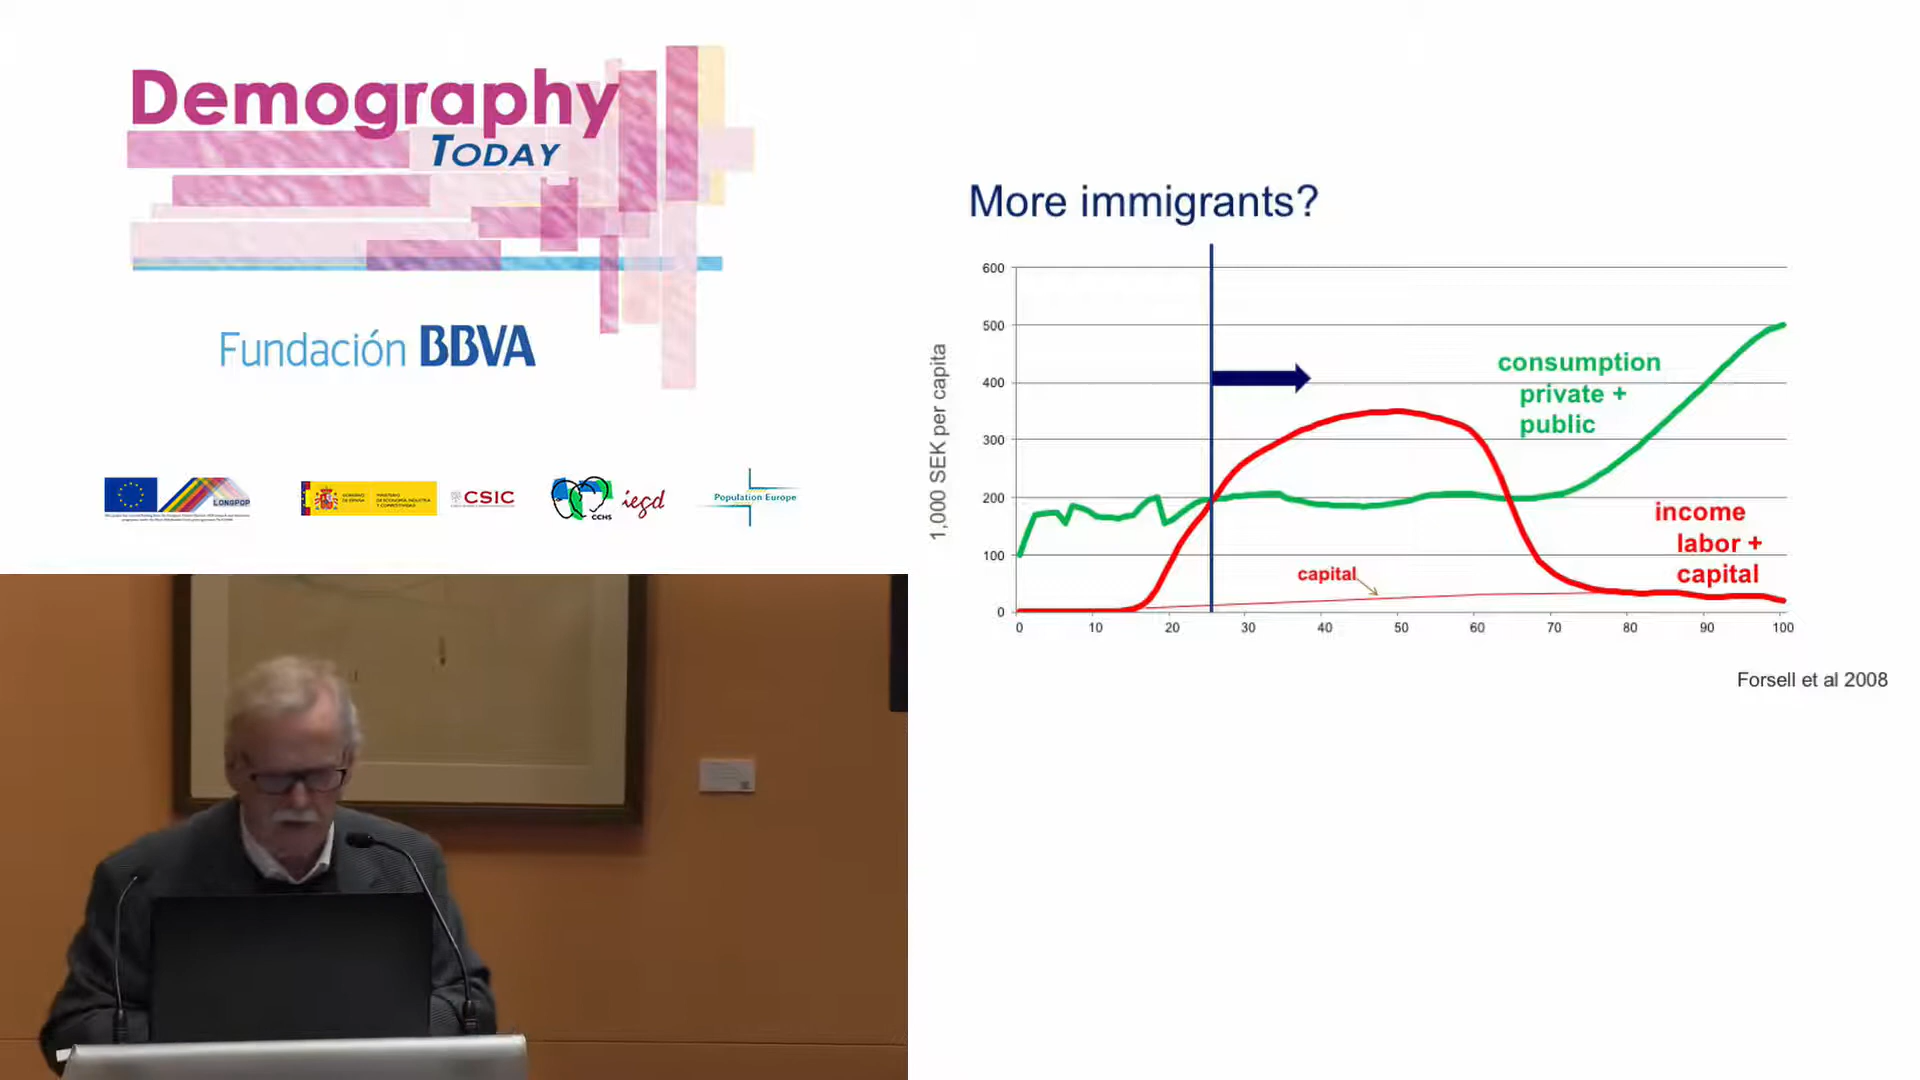 Demography
TODAY
Fundación BBVA
LONGPOP
CSIC
CCHS
iegd
Population Europe
More immigrants?
1,000 SEK per capita
600
500
400
300
200
100
0
0 10 20 30 40 50 60 70 80 90 100
consumption
private +
public
income
labor +
capital
capital
Forsell et al 2008